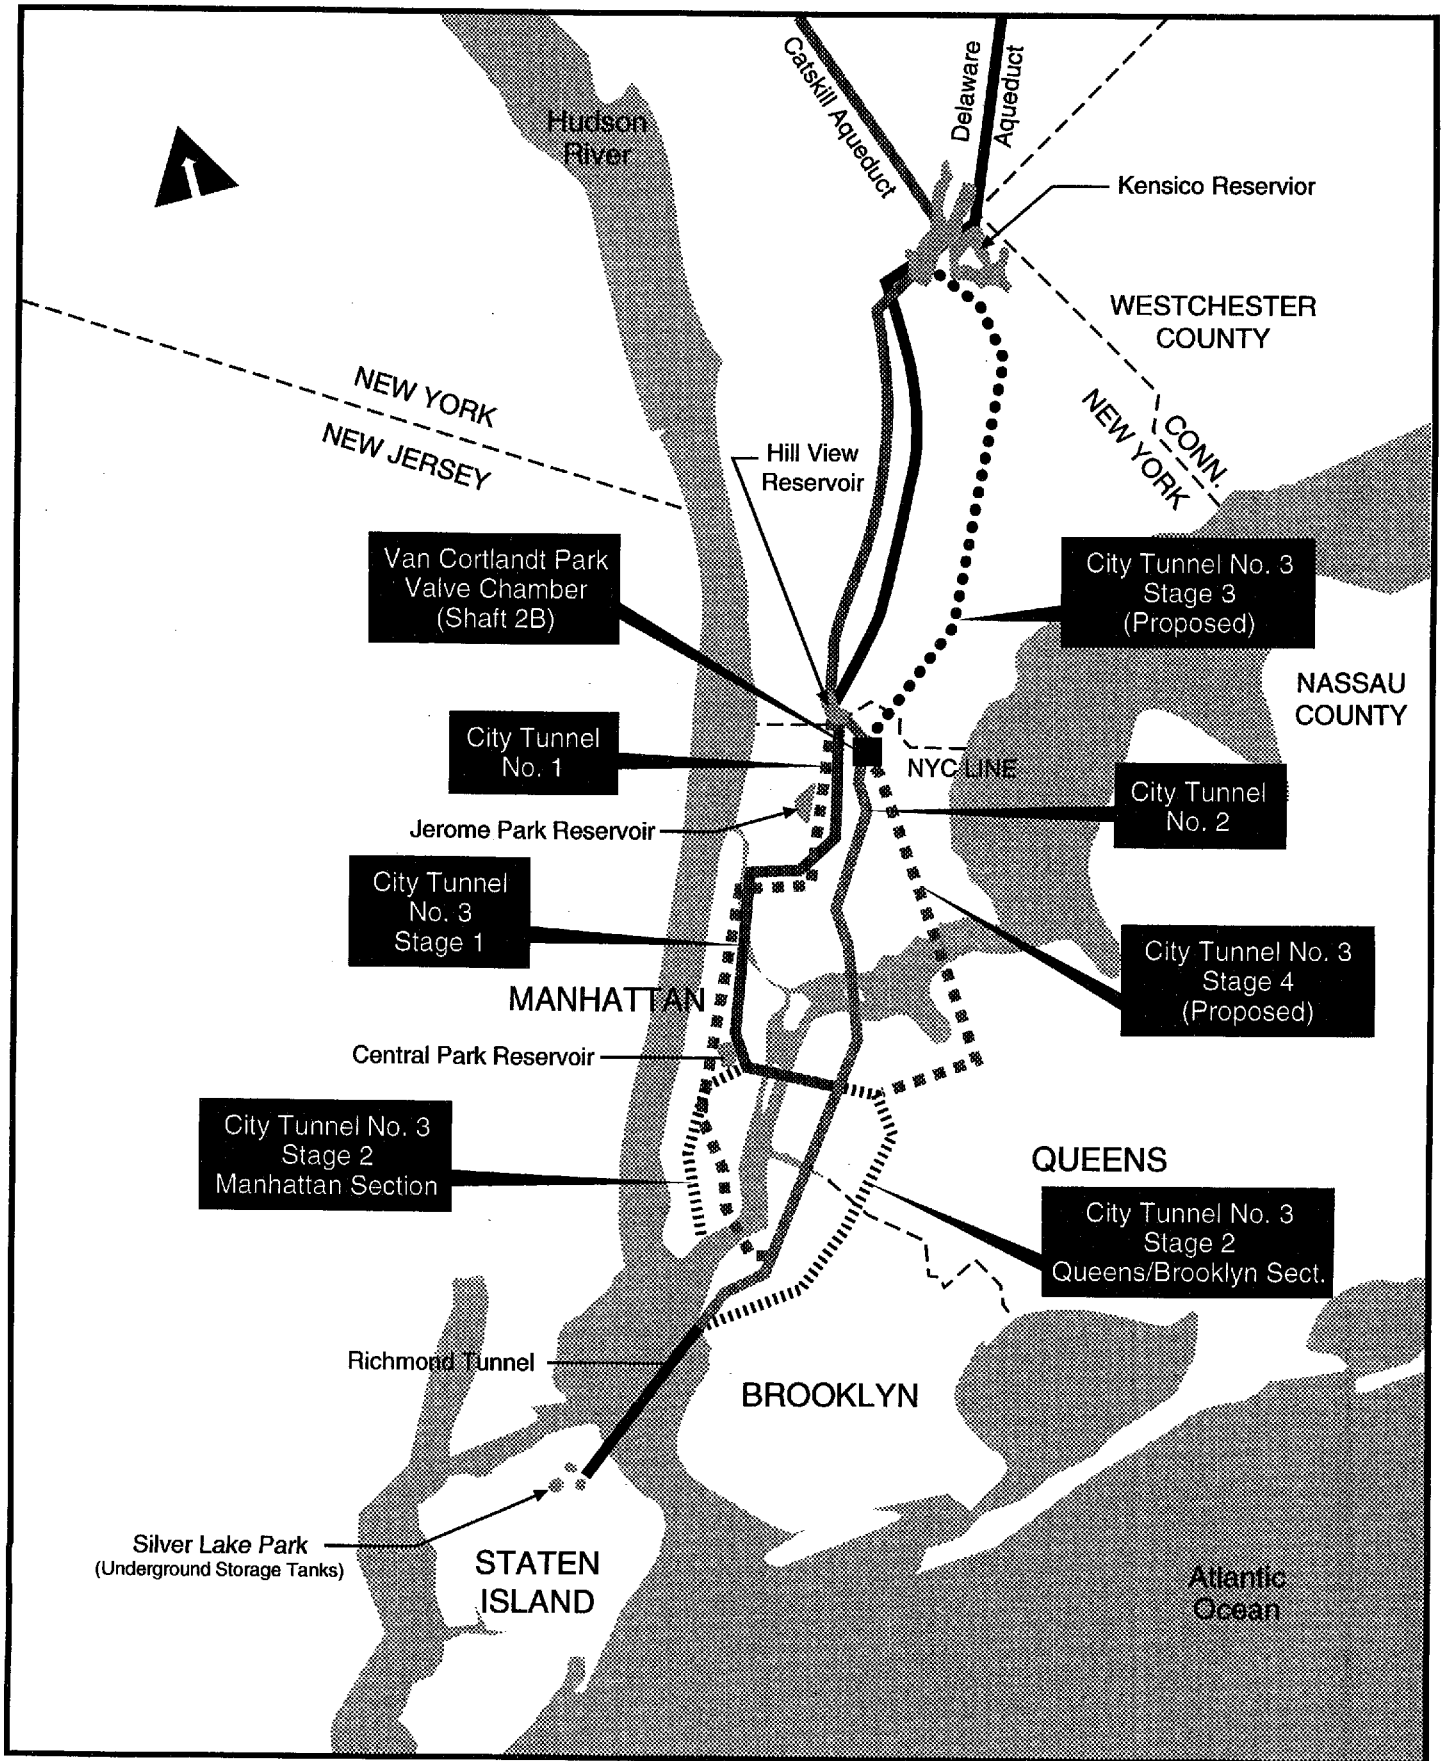 Hudson
River
Catskill Aqueduct
Delaware
Aqueduct
Kensico Reservior
WESTCHESTER
COUNTY
NEW YORK
NEW JERSEY
CONN.
NEW YORK
Hill View
Reservoir
Van Cortlandt Park
Valve Chamber
(Shaft 2B)
City Tunnel No. 3
Stage 3
(Proposed)
NASSAU
COUNTY
City Tunnel
No. 1
NYC LINE
City Tunnel
No. 2
Jerome Park Reservoir
City Tunnel
No. 3
Stage 1
City Tunnel No. 3
Stage 4
(Proposed)
MANHATTAN
Central Park Reservoir
City Tunnel No. 3
Stage 2
Manhattan Section
QUEENS
City Tunnel No. 3
Stage 2
Queens/Brooklyn Sect.
Richmond Tunnel
BROOKLYN
Silver Lake Park
(Underground Storage Tanks)
STATEN
ISLAND
Atlantic
Ocean